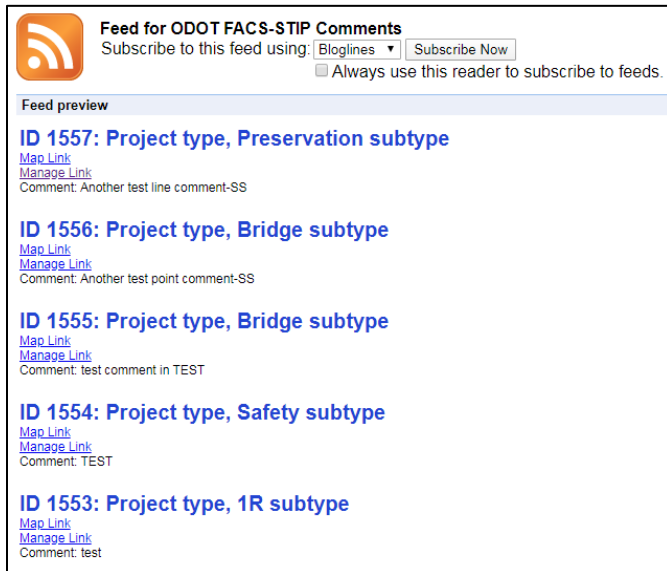 Feed for ODOT FACS-STIP Comments
Subscribe to this feed using: Bloglines Subscribe Now
Always use this reader to subscribe to feeds.
Feed preview
ID 1557: Project type, Preservation subtype
Map Link
Manage Link
Comment: Another test line comment-SS
ID 1556: Project type, Bridge subtype
Map Link
Manage Link
Comment: Another test point comment-SS
ID 1555: Project type, Bridge subtype
Map Link
Manage Link
Comment: test comment in TEST
ID 1554: Project type, Safety subtype
Map Link
Manage Link
Comment: TEST
ID 1553: Project type, 1R subtype
Map Link
Manage Link
Comment: test